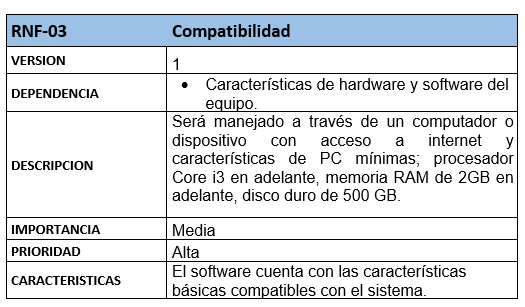 RNF-03 Compatibilidad
VERSION 1
DEPENDENCIA • Características de hardware y software del
equipo.
DESCRIPCION Será manejado a través de un computador o
dispositivo con acceso a internet y
características de PC mínimas; procesador
Core i3 en adelante, memoria RAM de 2GB en
adelante, disco duro de 500 GB.
IMPORTANCIA Media
PRIORIDAD Alta
CARACTERISTICAS El software cuenta con las características
básicas compatibles con el sistema.